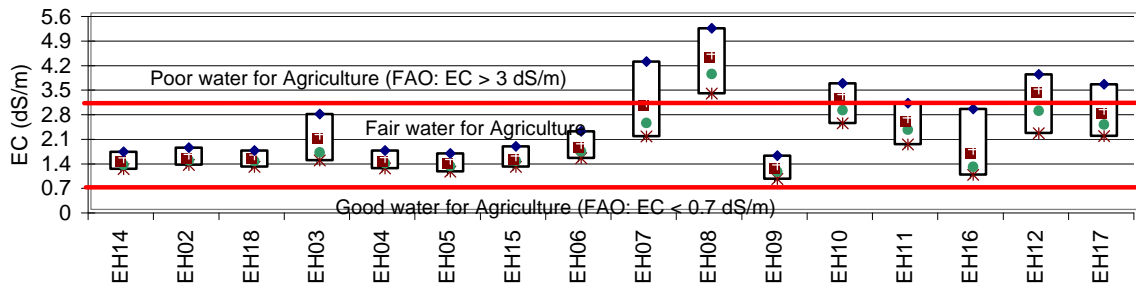 5.6
4.9
4.2
3.5
2.8
2.1
1.4
0.7
0
EC (dS/m)
Poor water for Agriculture (FAO: EC > 3 dS/m)
Fair water for Agriculture
Good water for Agriculture (FAO: EC < 0.7 dS/m)
EH14
EH02
EH18
EH03
EH04
EH05
EH15
EH06
EH07
EH08
EH09
EH10
EH11
EH16
EH12
EH17